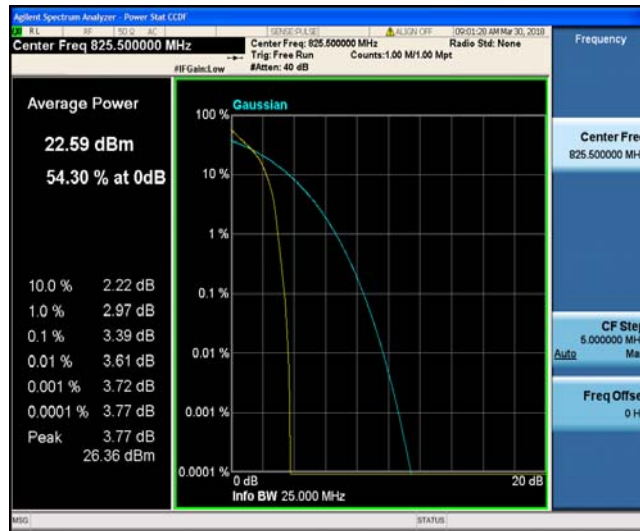 Agilent Spectrum Analyzer - Power Stat CCDF
RL RF 50 Ω AC SENSE:PULSE ALIGN OFF 09:01:20 AM Mar 30, 2018
Center Freq 825.500000 MHz
Center Freq: 825.500000 MHz Radio Std: None
Trig: Free Run Counts:1.00 M/1.00 Mpt
#IFGain:Low #Atten: 40 dB
Frequency
Average Power
22.59 dBm
54.30 % at 0dB
10.0 % 2.22 dB
1.0 % 2.97 dB
0.1 % 3.39 dB
0.01 % 3.61 dB
0.001 % 3.72 dB
0.0001 % 3.77 dB
Peak 3.77 dB
26.36 dBm
Gaussian
100 %
10 %
1 %
0.1 %
0.01 %
0.001 %
0.0001 %
0 dB 20 dB
Info BW 25.000 MHz
Center Fre
825.500000 MH
CF Step
5.000000 MH
Auto Ma
Freq Offse
0 H
MSG STATUS